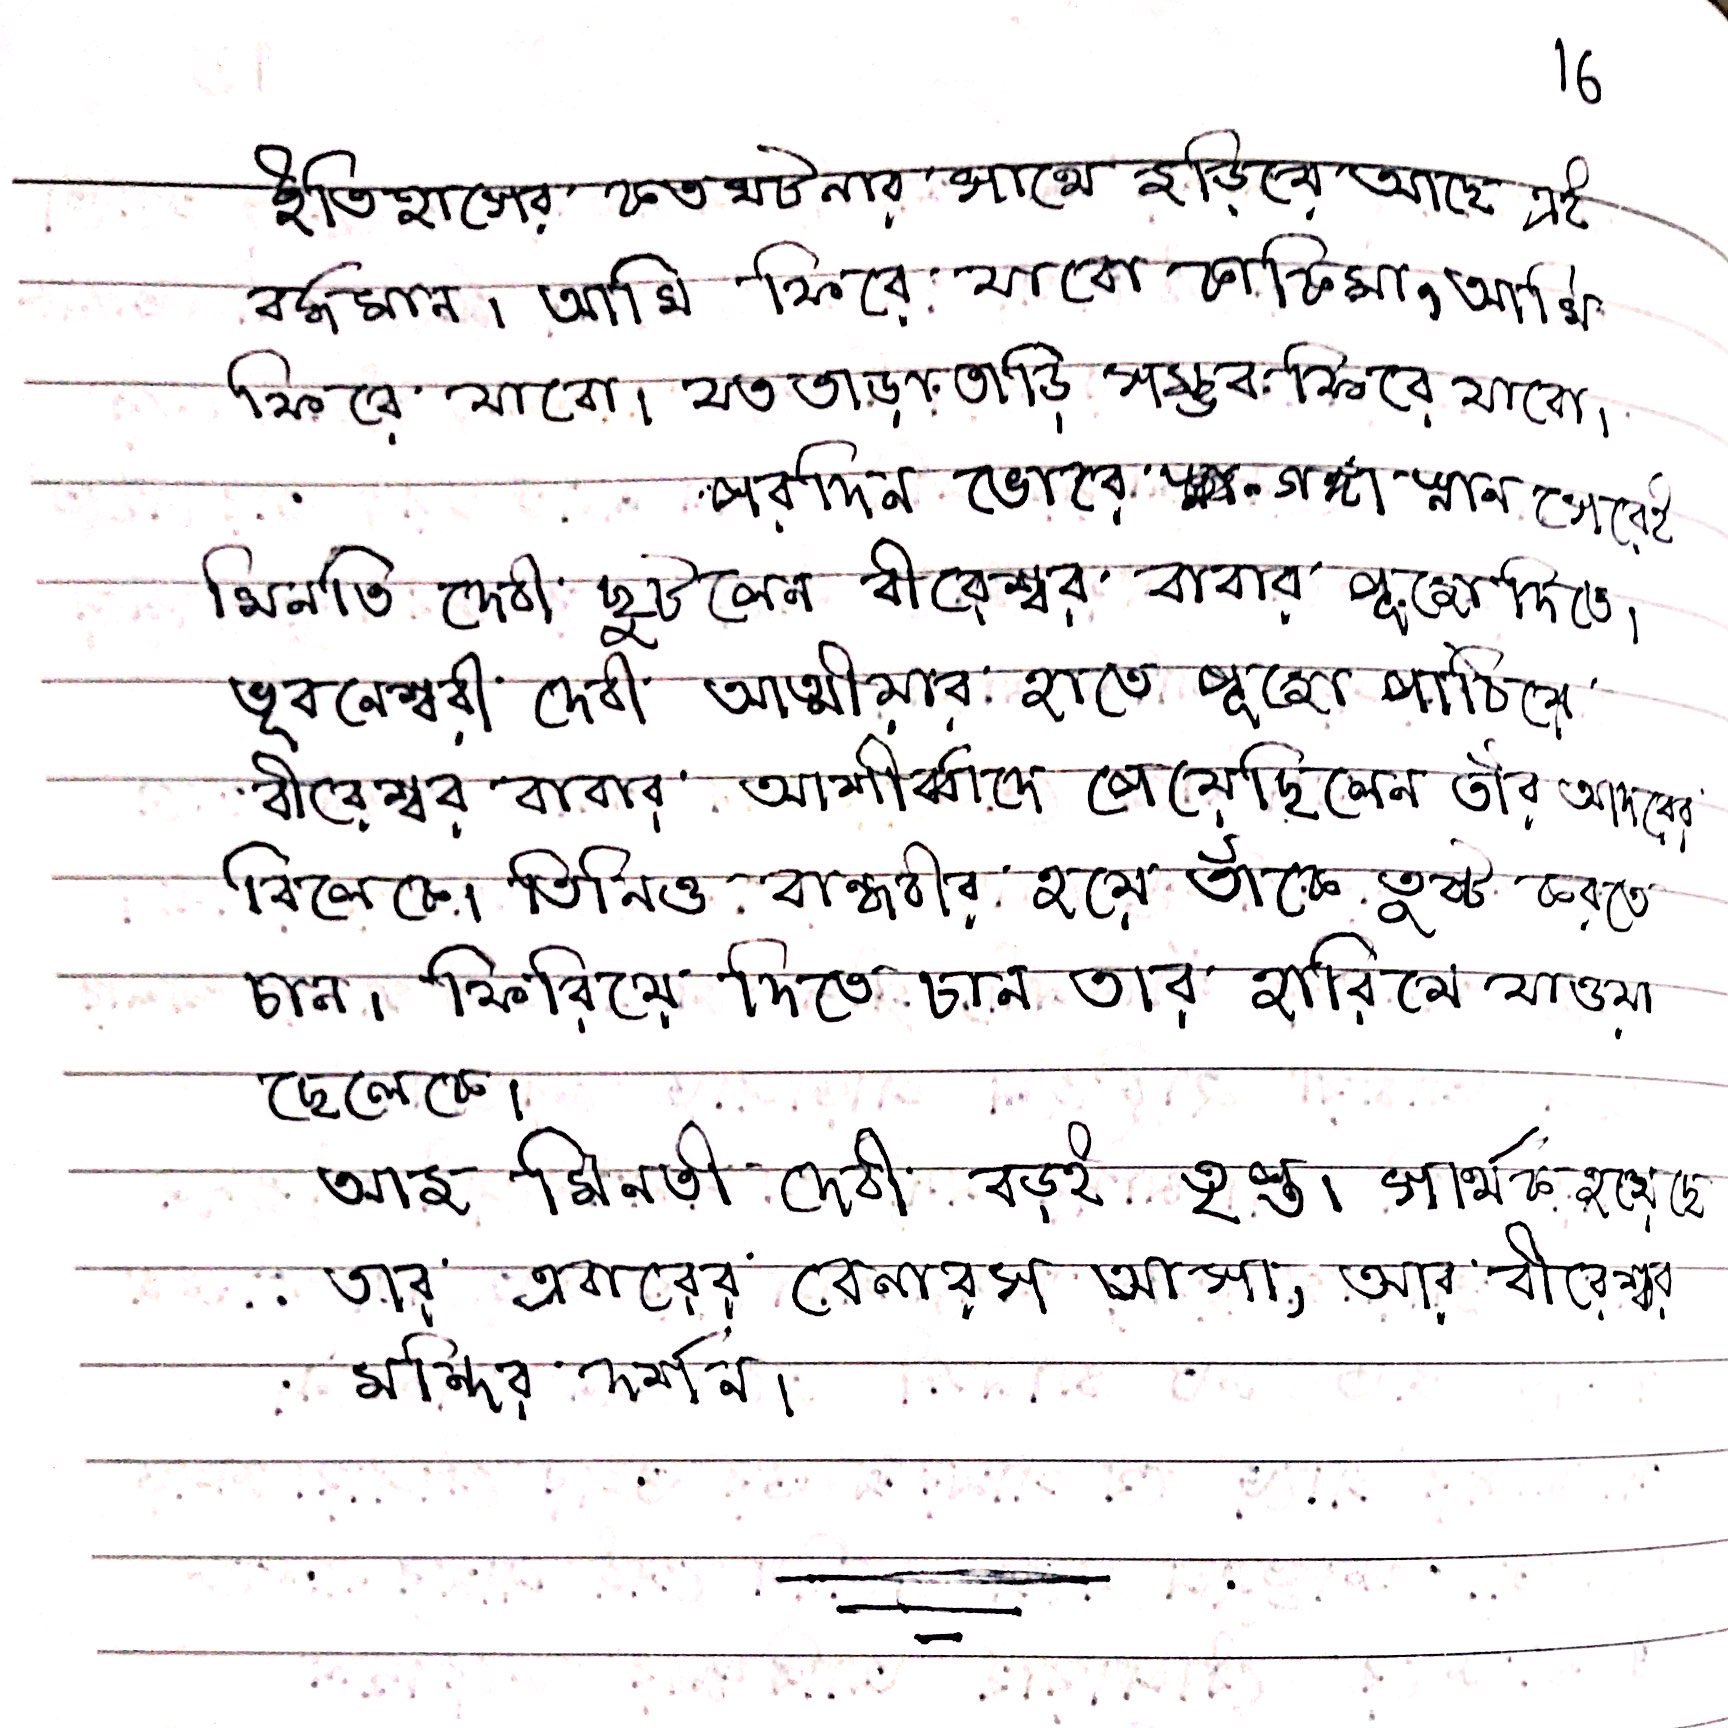 16
ইতিহাসের কত ঘটনার সাথে জড়িয়ে আছে এই
বর্দ্ধমান। আমি ফিরে যাবো কাকিমা, আমি
ফিরে যাবো। যত তাড়াতাড়ি সম্ভব ফিরে যাবো।
পরদিন ভোরে গঙ্গা স্নান সেরেই
মিনতি দেবী ছুটলেন বীরেশ্বর বাবার পূজো দিতে।
ভূবনেশ্বরী দেবী আত্মীয়ার হাতে পূজো পাঠিয়ে
বীরেশ্বর বাবার আশীর্ব্বাদে পেয়েছিলেন তাঁর আদরের
বিলেকে। তিনিও বান্ধবীর হয়ে তাঁকে তুষ্ট করতে
চান। ফিরিয়ে দিতে চান তার হারিয়ে যাওয়া
ছেলেকে।
আজ মিনতী দেবী বড়ই তৃপ্ত। সার্থক হয়েছে
তার এবারের বেনারস আসা, আর বীরেশ্বর
মন্দির দর্শন।